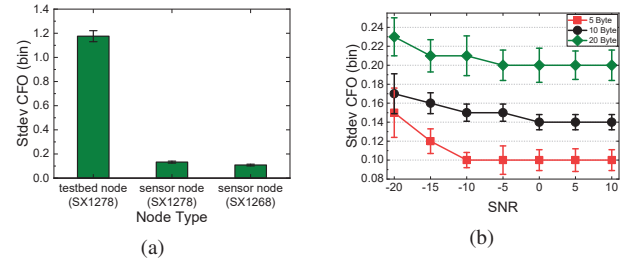 (a)
1.4
1.2
1.0
0.8
0.6
0.4
0.2
0.0
Stdev CFO (bin)
testbed node sensor node sensor node
(SX1278) (SX1278) (SX1268)
Node Type
(a)
(b)
5 Byte
10 Byte
20 Byte
0.24
0.22
0.20
0.18
0.16
0.14
0.12
0.10
0.08
Stdev CFO (bin)
-20 -15 -10 -5 0 5 10
SNR
(b)